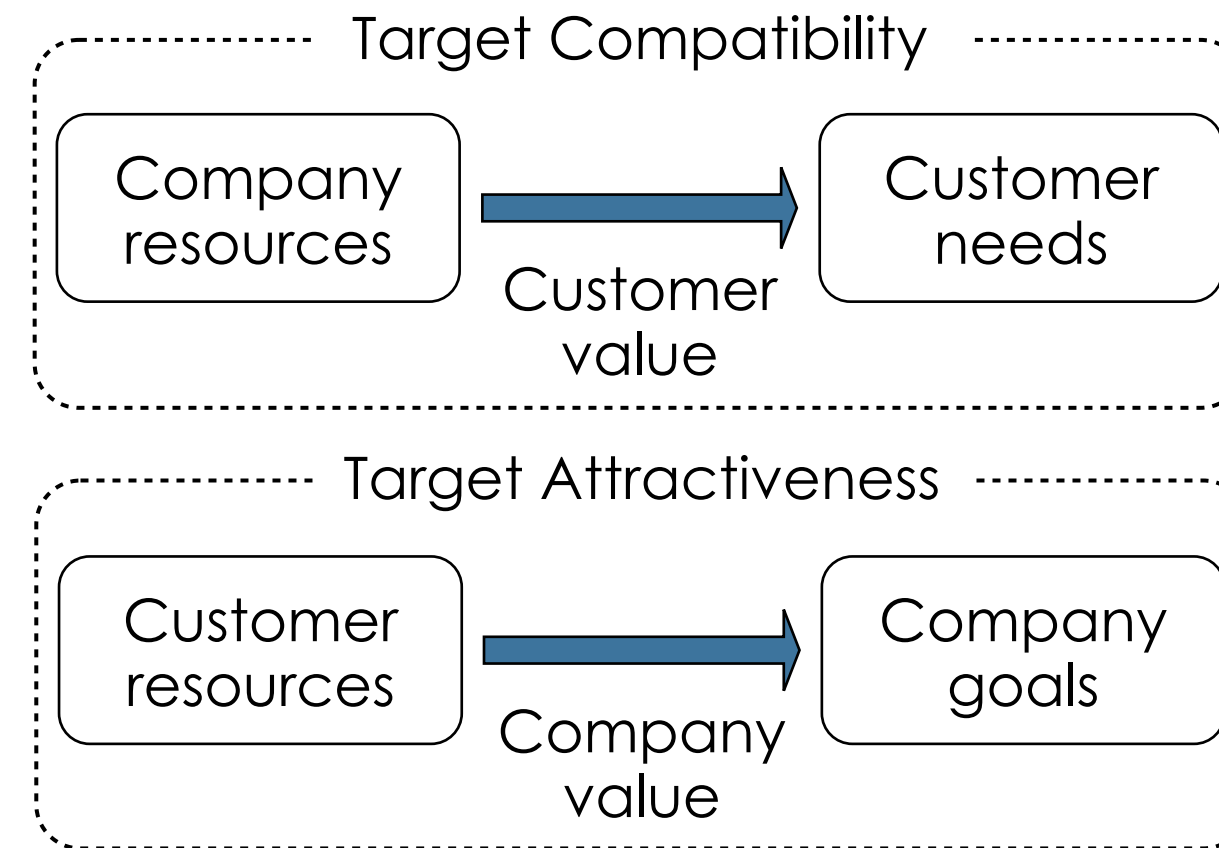 Target Compatibility
Company
resources
Customer
value
Customer
needs
Target Attractiveness
Customer
resources
Company
value
Company
goals